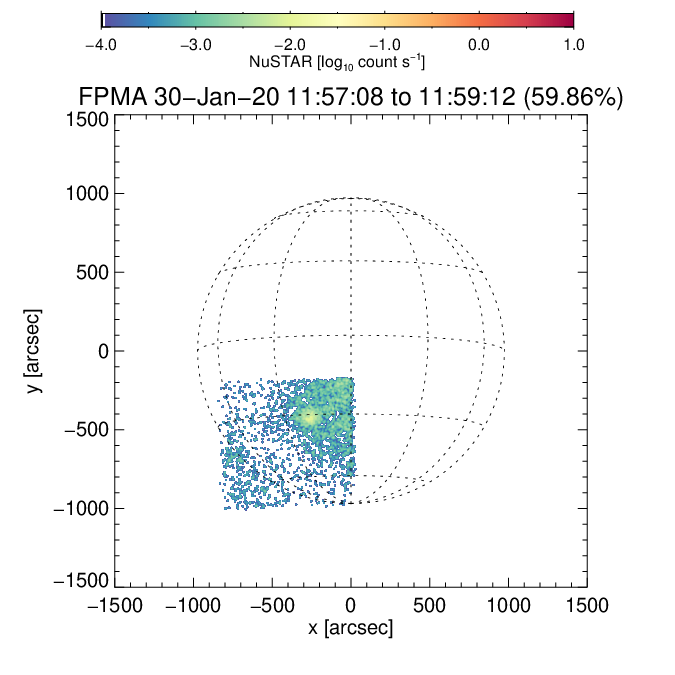 −4.0 −3.0 −2.0 −1.0 0.0 1.0
NuSTAR [log10 count s−1]
FPMA 30−Jan−20 11:57:08 to 11:59:12 (59.86%)
1500
1000
500
0
−500
−1000
−1500
y [arcsec]
−1500 −1000 −500 0 500 1000 1500
x [arcsec]